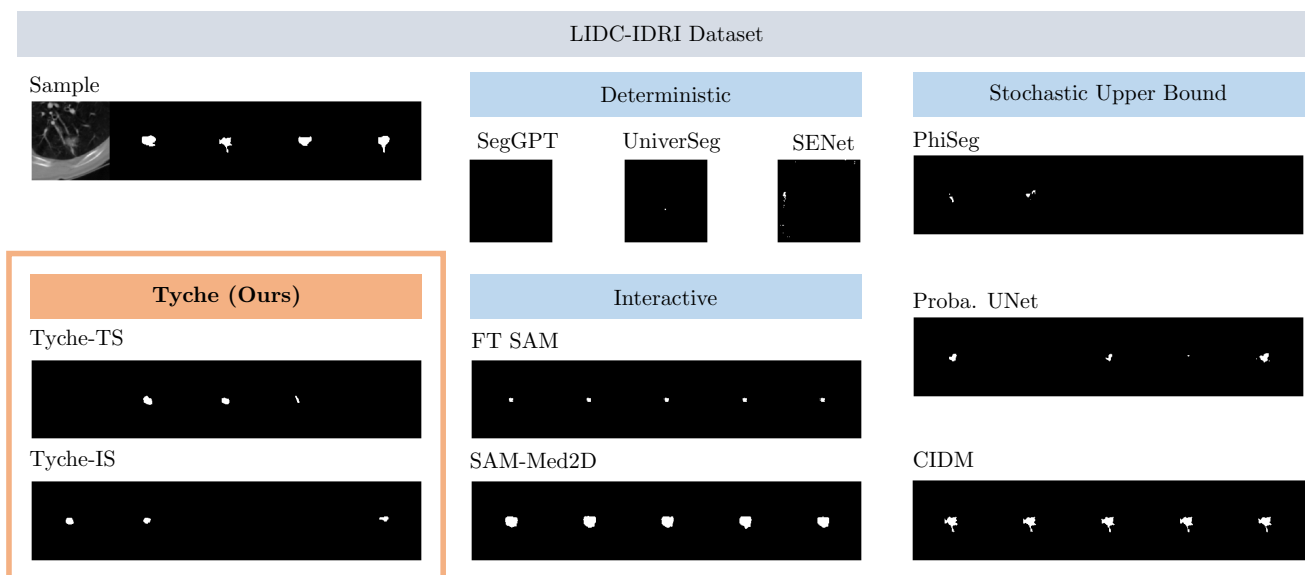 LIDC-IDRI Dataset
Sample
Deterministic
SegGPT
UniverSeg
SENet
Stochastic Upper Bound
PhiSeg
Tyche (Ours)
Tyche-TS
Tyche-IS
Interactive
FT SAM
SAM-Med2D
Proba. UNet
CIDM